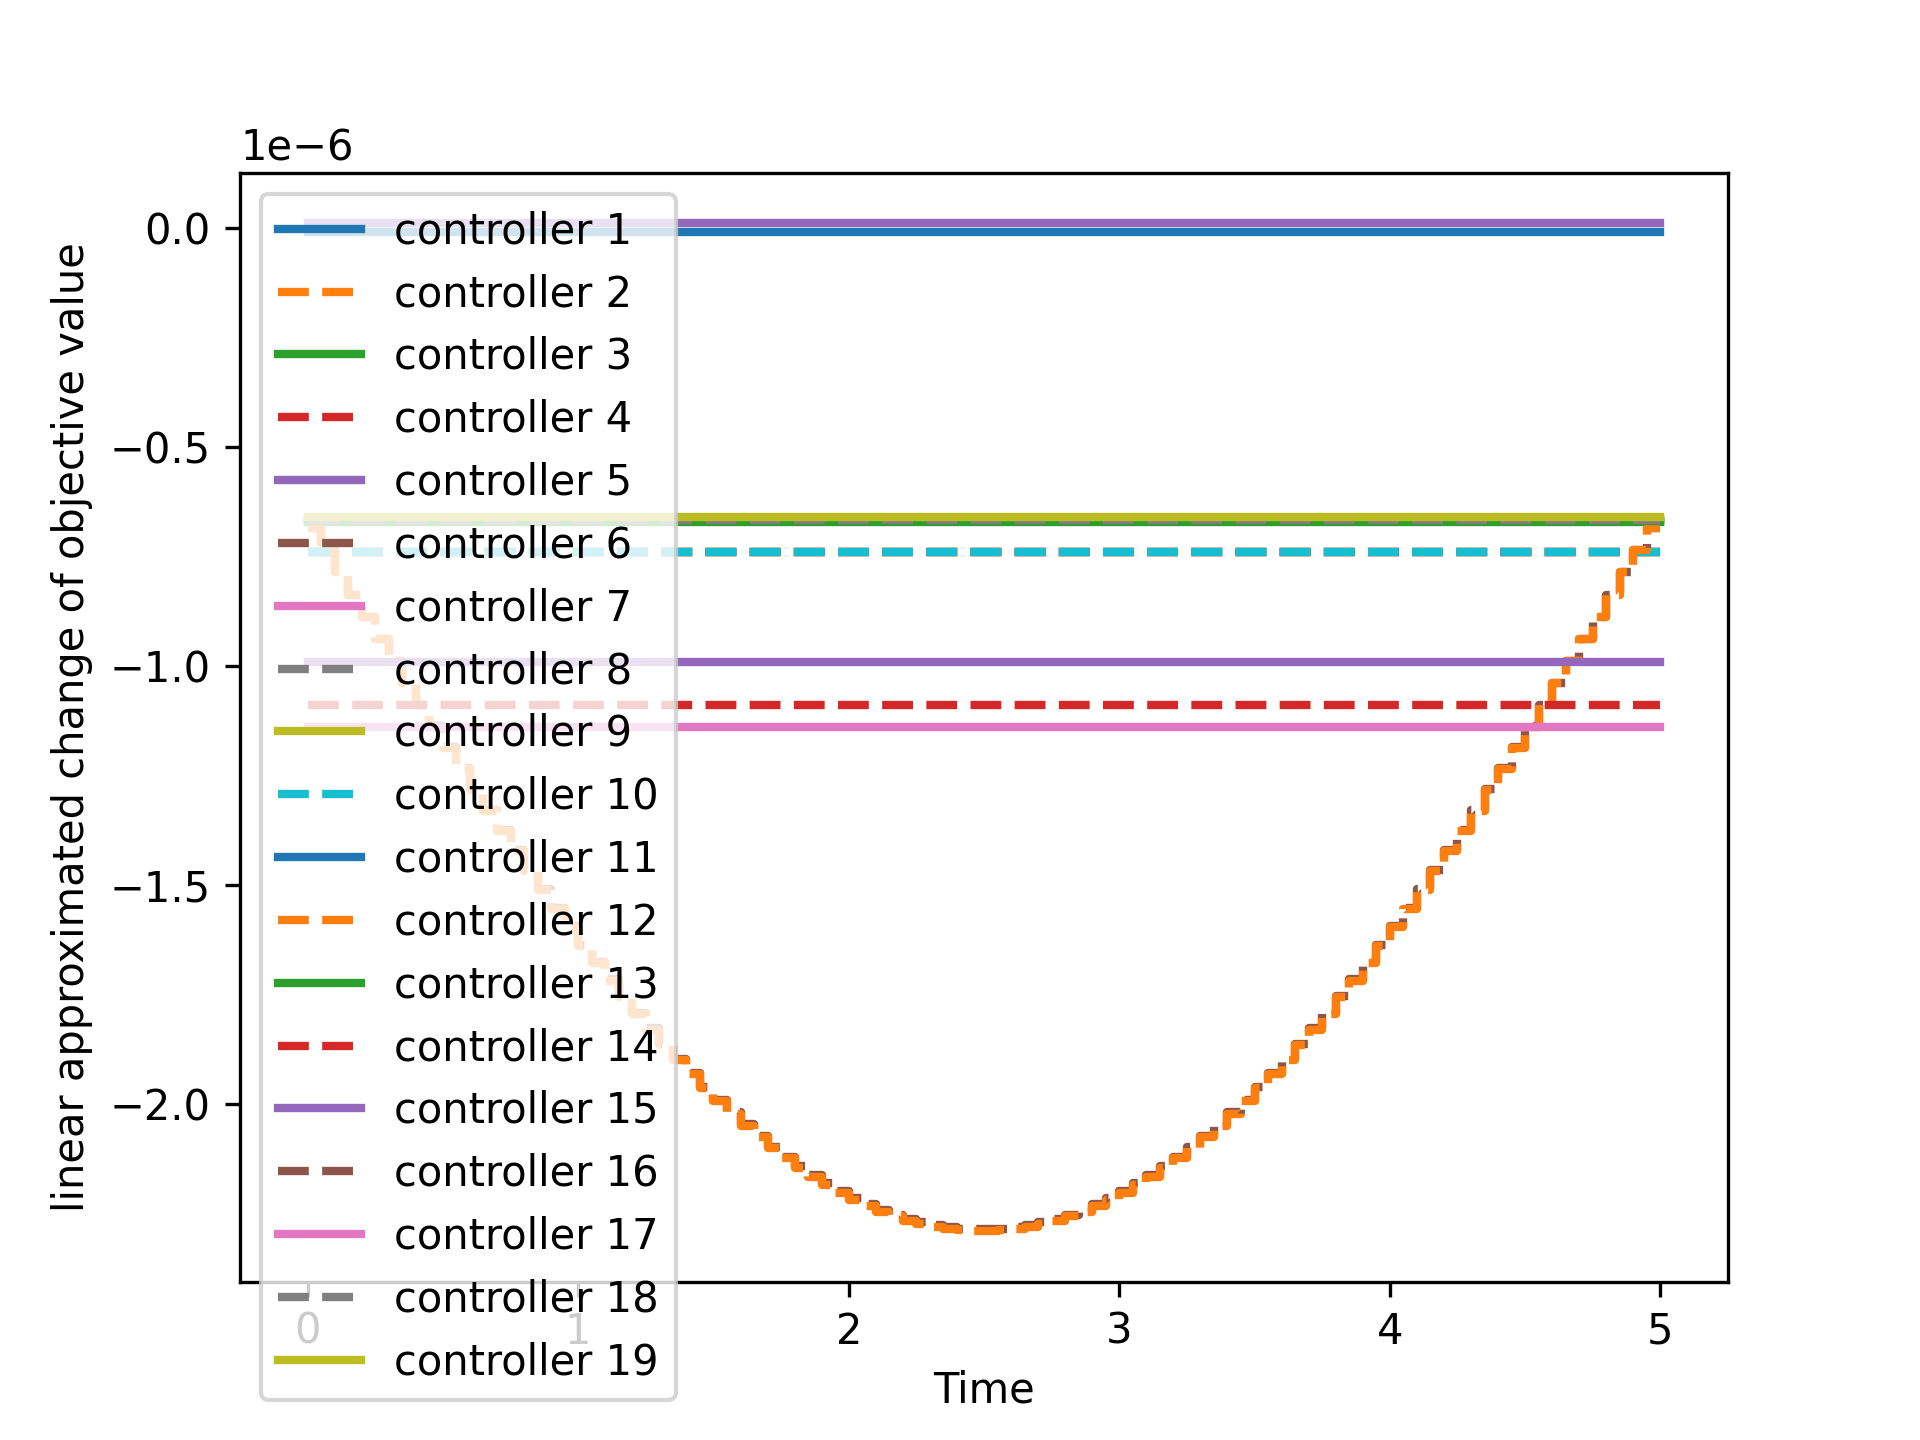 1e−6
0.0
−0.5
−1.0
−1.5
−2.0
linear approximated change of objective value
controller 1
controller 2
controller 3
controller 4
controller 5
controller 6
controller 7
controller 8
controller 9
controller 10
controller 11
controller 12
controller 13
controller 14
controller 15
controller 16
controller 17
controller 18
controller 19
0 1 2 3 4 5
Time